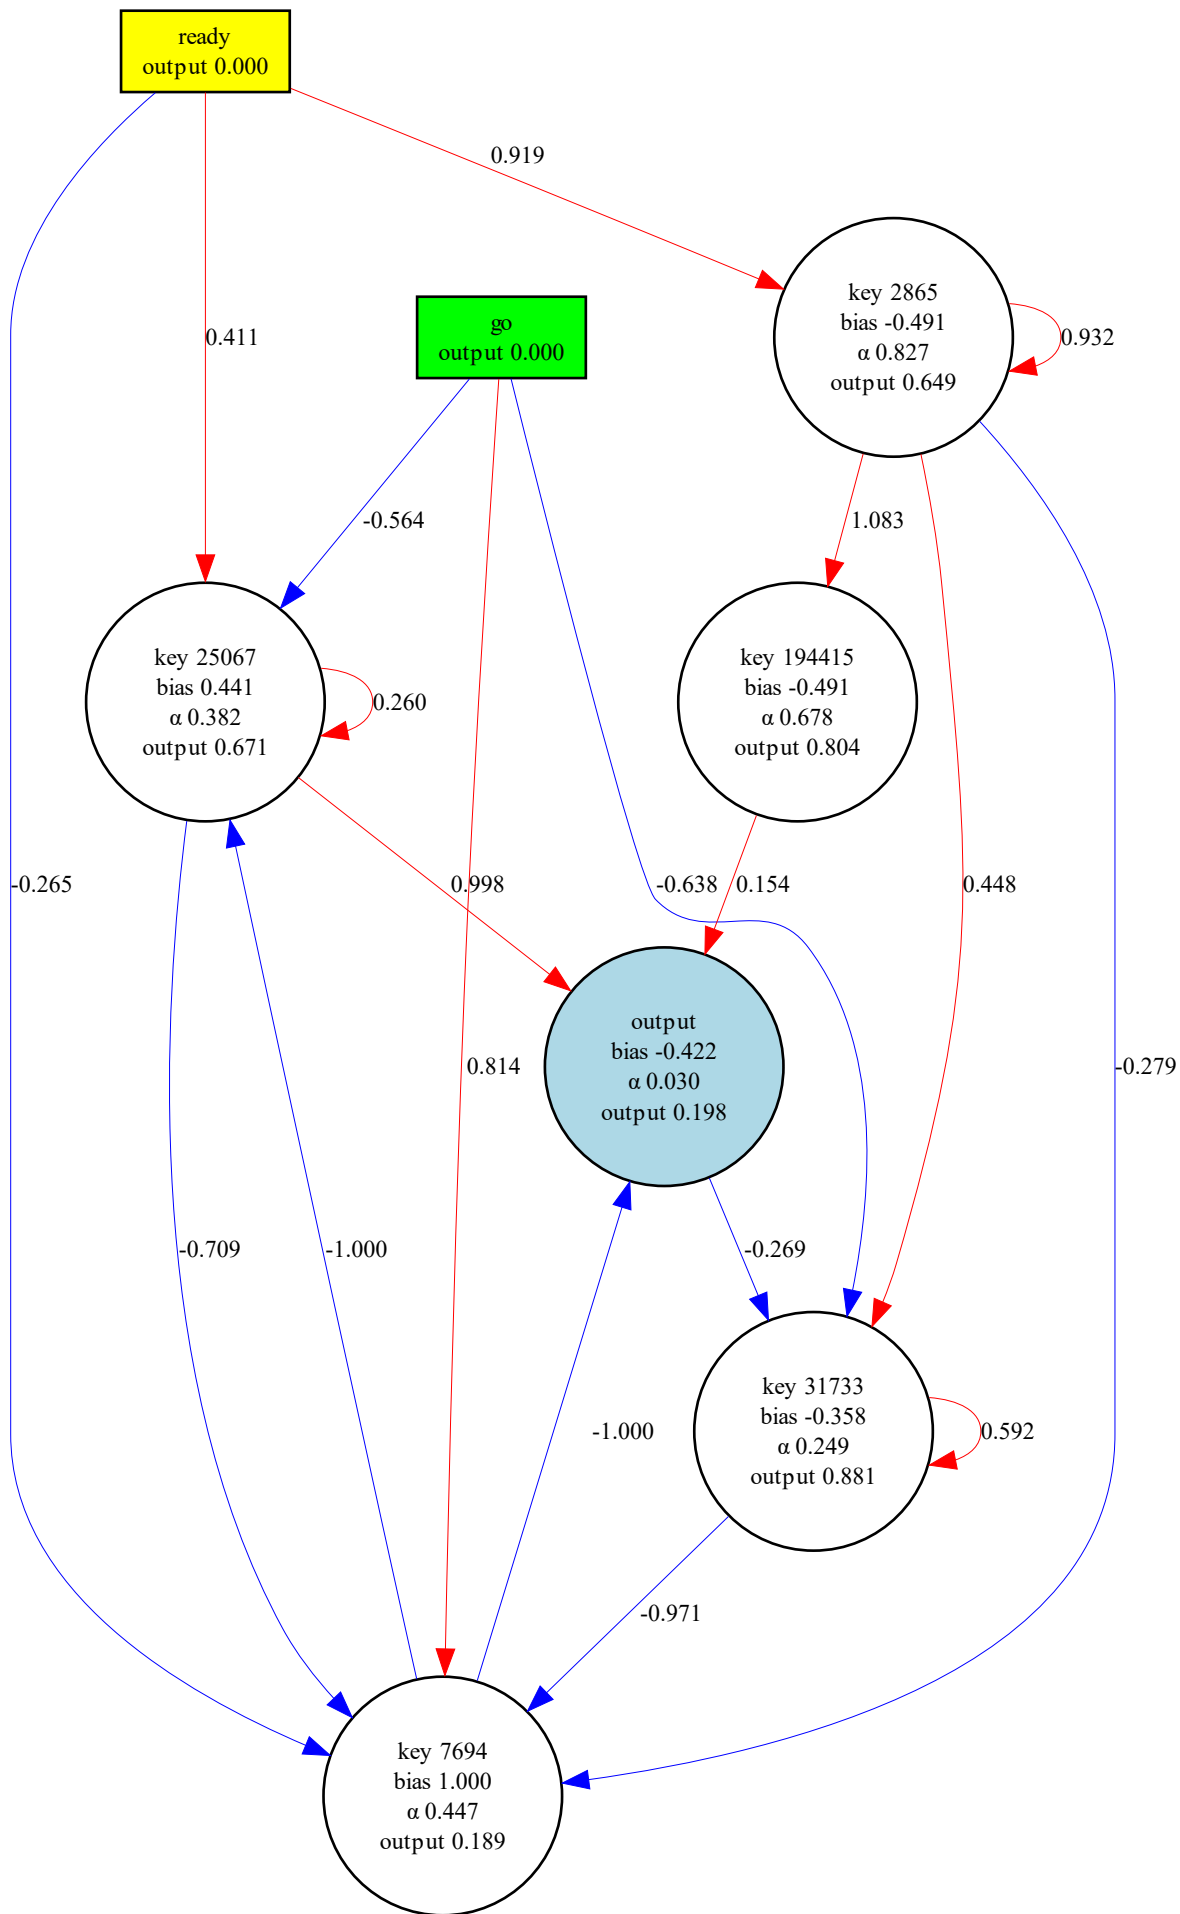 ready
output 0.000
0.919
key 2865
bias -0.491
α 0.827
output 0.649
0.932
go
output 0.000
0.411
-0.564
1.083
key 25067
bias 0.441
α 0.382
output 0.671
0.260
key 194415
bias -0.491
α 0.678
output 0.804
-0.265
0.998
-0.638
0.154
0.448
output
bias -0.422
α 0.030
output 0.198
0.814
-0.279
-0.709
-1.000
-0.269
key 31733
bias -0.358
α 0.249
output 0.881
-1.000
0.592
-0.971
key 7694
bias 1.000
α 0.447
output 0.189